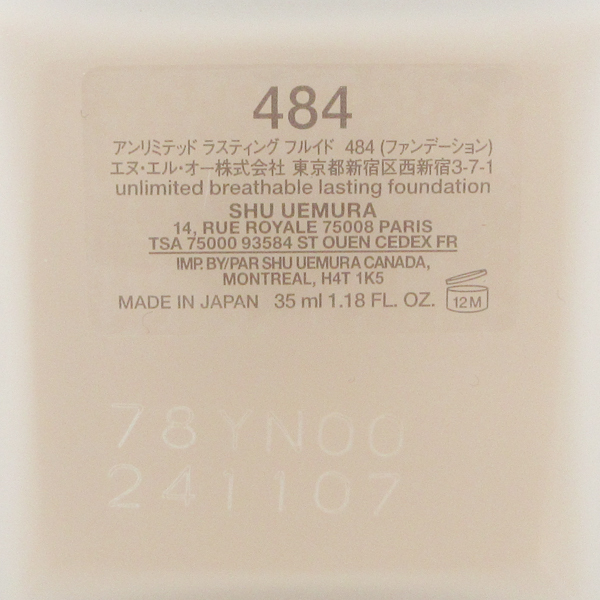 484
アンリミテッド ラスティング フルイド 484 (ファンデーション)
エヌ・エル・オー株式会社 東京都新宿区西新宿3-7-1
unlimited breathable lasting foundation
SHU UEMURA
14, RUE ROYALE 75008 PARIS
TSA 75000 93584 ST OUEN CEDEX FR
IMP. BY/PAR SHU UEMURA CANADA,
MONTREAL, H4T 1K5
MADE IN JAPAN 35 ml 1.18 FL. OZ. 12M
78YN00
241107